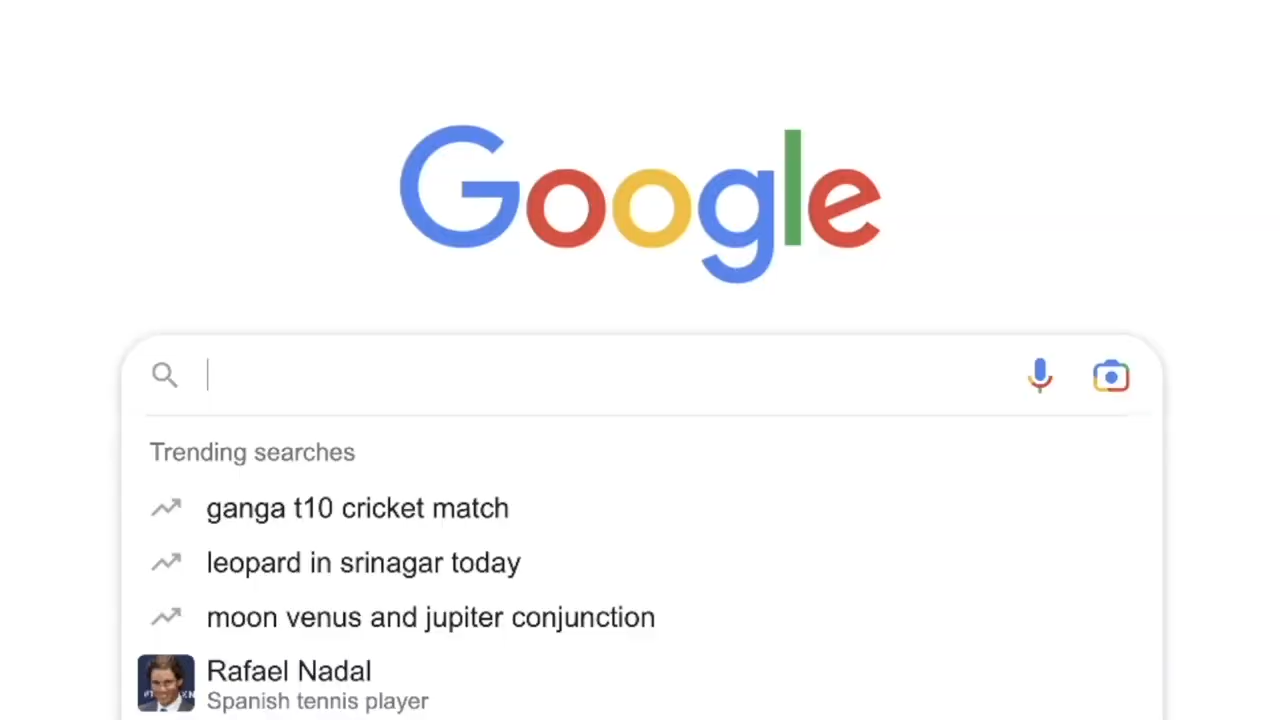 Google
Trending searches
ganga t10 cricket match
leopard in srinagar today
moon venus and jupiter conjunction
Rafael Nadal
Spanish tennis player